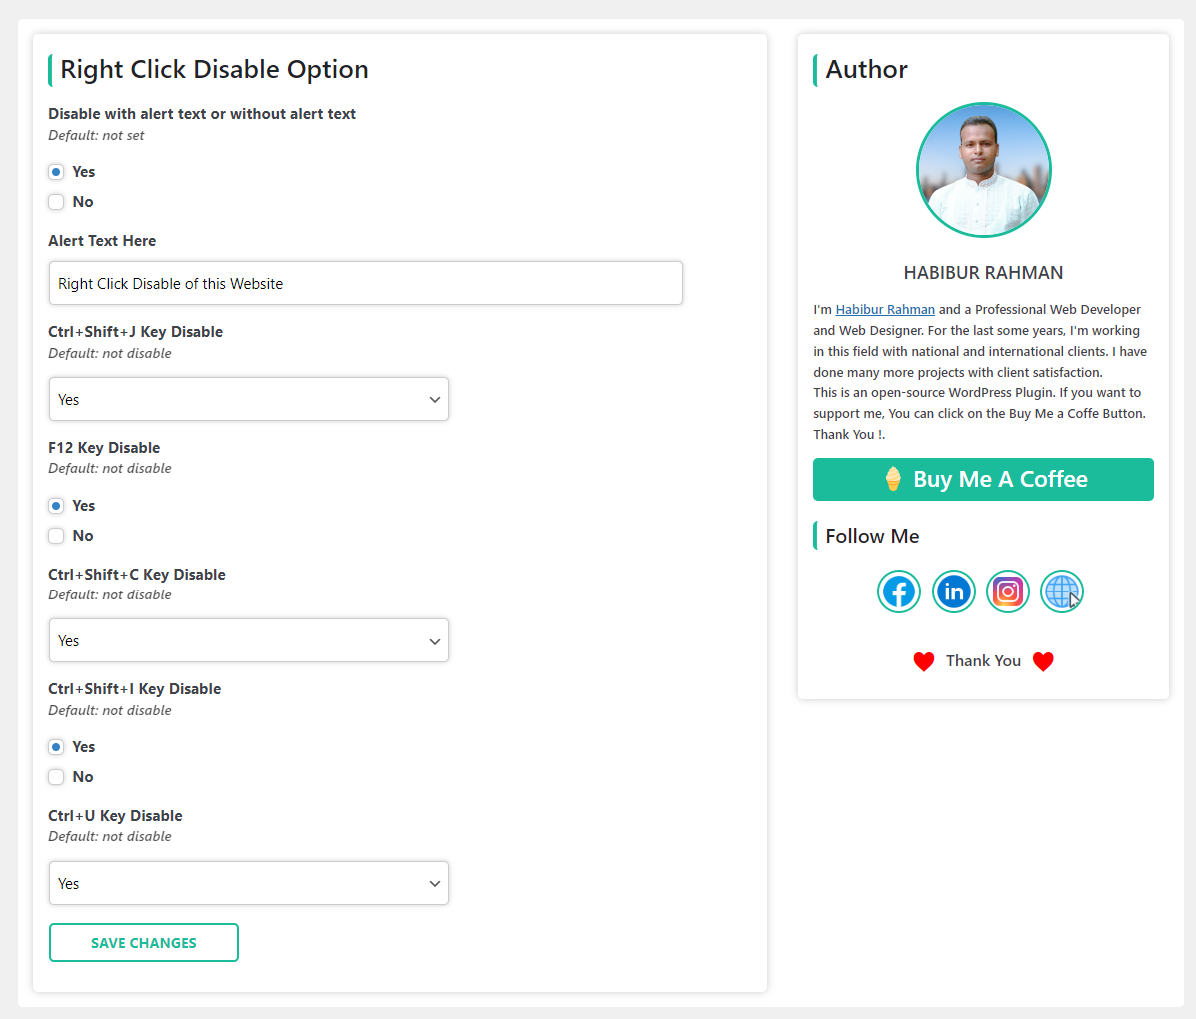 Right Click Disable Option
Disable with alert text or without alert text
Default: not set
Yes
No
Alert Text Here
Right Click Disable of this Website
Ctrl+Shift+J Key Disable
Default: not disable
Yes
F12 Key Disable
Default: not disable
Yes
No
Ctrl+Shift+C Key Disable
Default: not disable
Yes
Ctrl+Shift+I Key Disable
Default: not disable
Yes
No
Ctrl+U Key Disable
Default: not disable
Yes
SAVE CHANGES
Author
HABIBUR RAHMAN
I'm Habibur Rahman and a Professional Web Developer
and Web Designer. For the last some years, I'm working
in this field with national and international clients. I have
done many more projects with client satisfaction.
This is an open-source WordPress Plugin. If you want to
support me, You can click on the Buy Me a Coffe Button.
Thank You !.
Buy Me A Coffee
Follow Me
f
in
Thank You